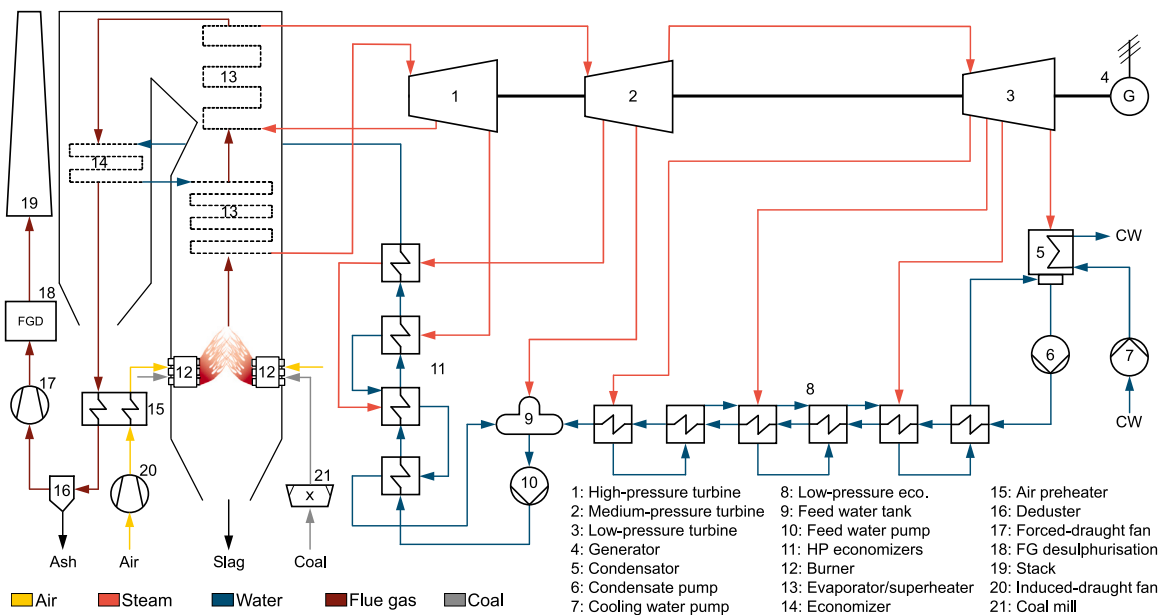 13
1
2
3
4
G
14
13
19
5
CW
18
FGD
11
8
6
7
12
12
17
15
9
CW
20
16
21
x
10
Ash
Air
Slag
Coal
Air
Steam
Water
Flue gas
Coal
1: High-pressure turbine
2: Medium-pressure turbine
3: Low-pressure turbine
4: Generator
5: Condensator
6: Condensate pump
7: Cooling water pump
8: Low-pressure eco.
9: Feed water tank
10: Feed water pump
11: HP economizers
12: Burner
13: Evaporator/superheater
14: Economizer
15: Air preheater
16: Deduster
17: Forced-draught fan
18: FG desulphurisation
19: Stack
20: Induced-draught fan
21: Coal mill